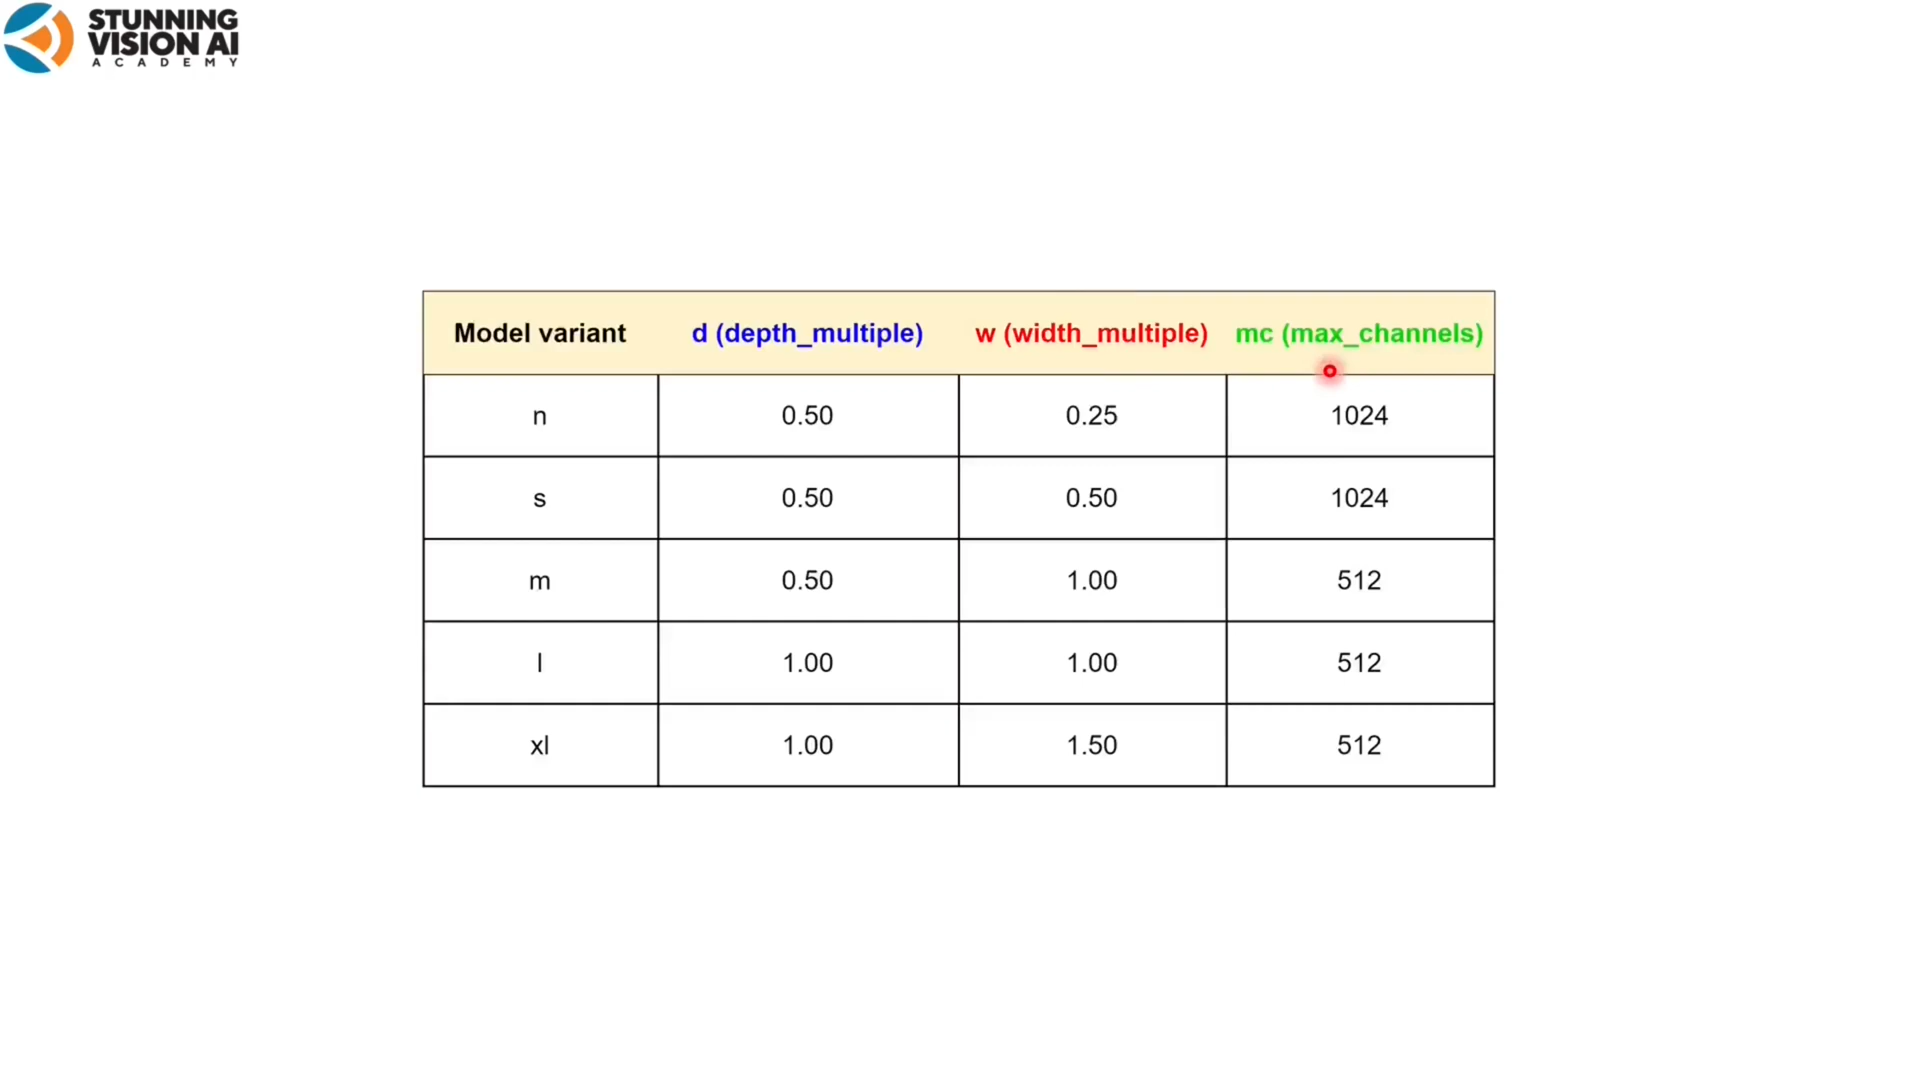 STUNNING
VISION AI
ACADEMY
Model variant d (depth_multiple) w (width_multiple) mc (max_channels)
n 0.50 0.25 1024
s 0.50 0.50 1024
m 0.50 1.00 512
l 1.00 1.00 512
xl 1.00 1.50 512